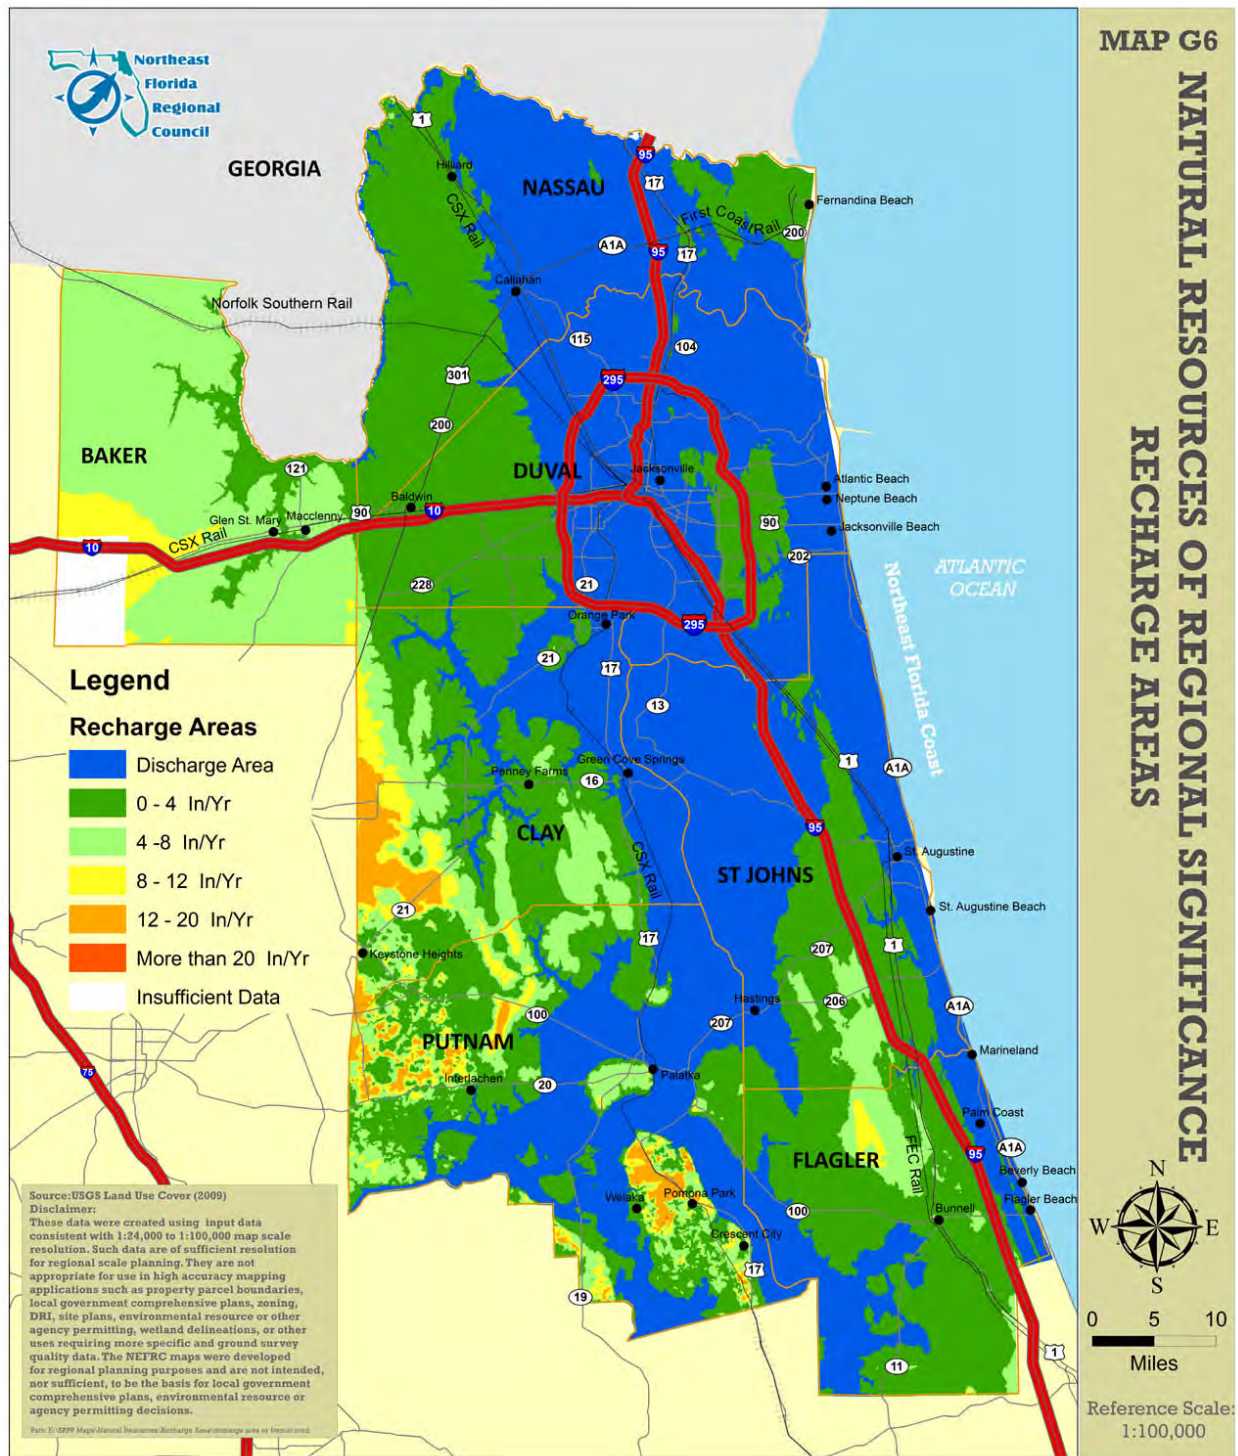 MAP G6
NATURAL RESOURCES OF REGIONAL SIGNIFICANCE
RECHARGE AREAS
Northeast
Florida
Regional
Council
GEORGIA
NASSAU
BAKER
DUVAL
CLAY
ST JOHNS
PUTNAM
FLAGLER
1
Hilliard
CSX Rail
95
17
First CoastRail
Fernandina Beach
200
A1A
95
17
Callahan
Norfolk Southern Rail
115
104
301
295
200
121
Jacksonville
Atlantic Beach
Neptune Beach
Jacksonville Beach
Baldwin
10
90
Glen St. Mary
Macclenny
CSX Rail
10
90
202
ATLANTIC
OCEAN
Northeast Florida Coast
228
21
Orange Park
295
21
17
13
Green Cove Springs
Penney Farms
16
1
A1A
95
CSX Rail
St. Augustine
St. Augustine Beach
21
Keystone Heights
17
207
1
206
Hastings
207
100
A1A
Marineland
Interlachen
20
Palatka
Palm Coast
75
FEC Rail
95
A1A
Beverly Beach
Flagler Beach
Welaka
Pomona Park
100
Bunnell
Crescent City
17
19
11
1
Legend
Recharge Areas
Discharge Area
0 - 4 In/Yr
4 -8 In/Yr
8 - 12 In/Yr
12 - 20 In/Yr
More than 20 In/Yr
Insufficient Data
Source:USGS Land Use Cover (2009)
Disclaimer:
These data were created using input data
consistent with 1:24,000 to 1:100,000 map scale
resolution. Such data are of sufficient resolution
for regional scale planning. They are not
appropriate for use in high accuracy mapping
applications such as property parcel boundaries,
local government comprehensive plans, zoning,
DRI, site plans, environmental resource or other
agency permitting, wetland delineations, or other
uses requiring more specific and ground survey
quality data. The NEFRC maps were developed
for regional planning purposes and are not intended,
nor sufficient, to be the basis for local government
comprehensive plans, environmental resource or
agency permitting decisions.
N
W E
S
0 5 10
Miles
Reference Scale:
1:100,000